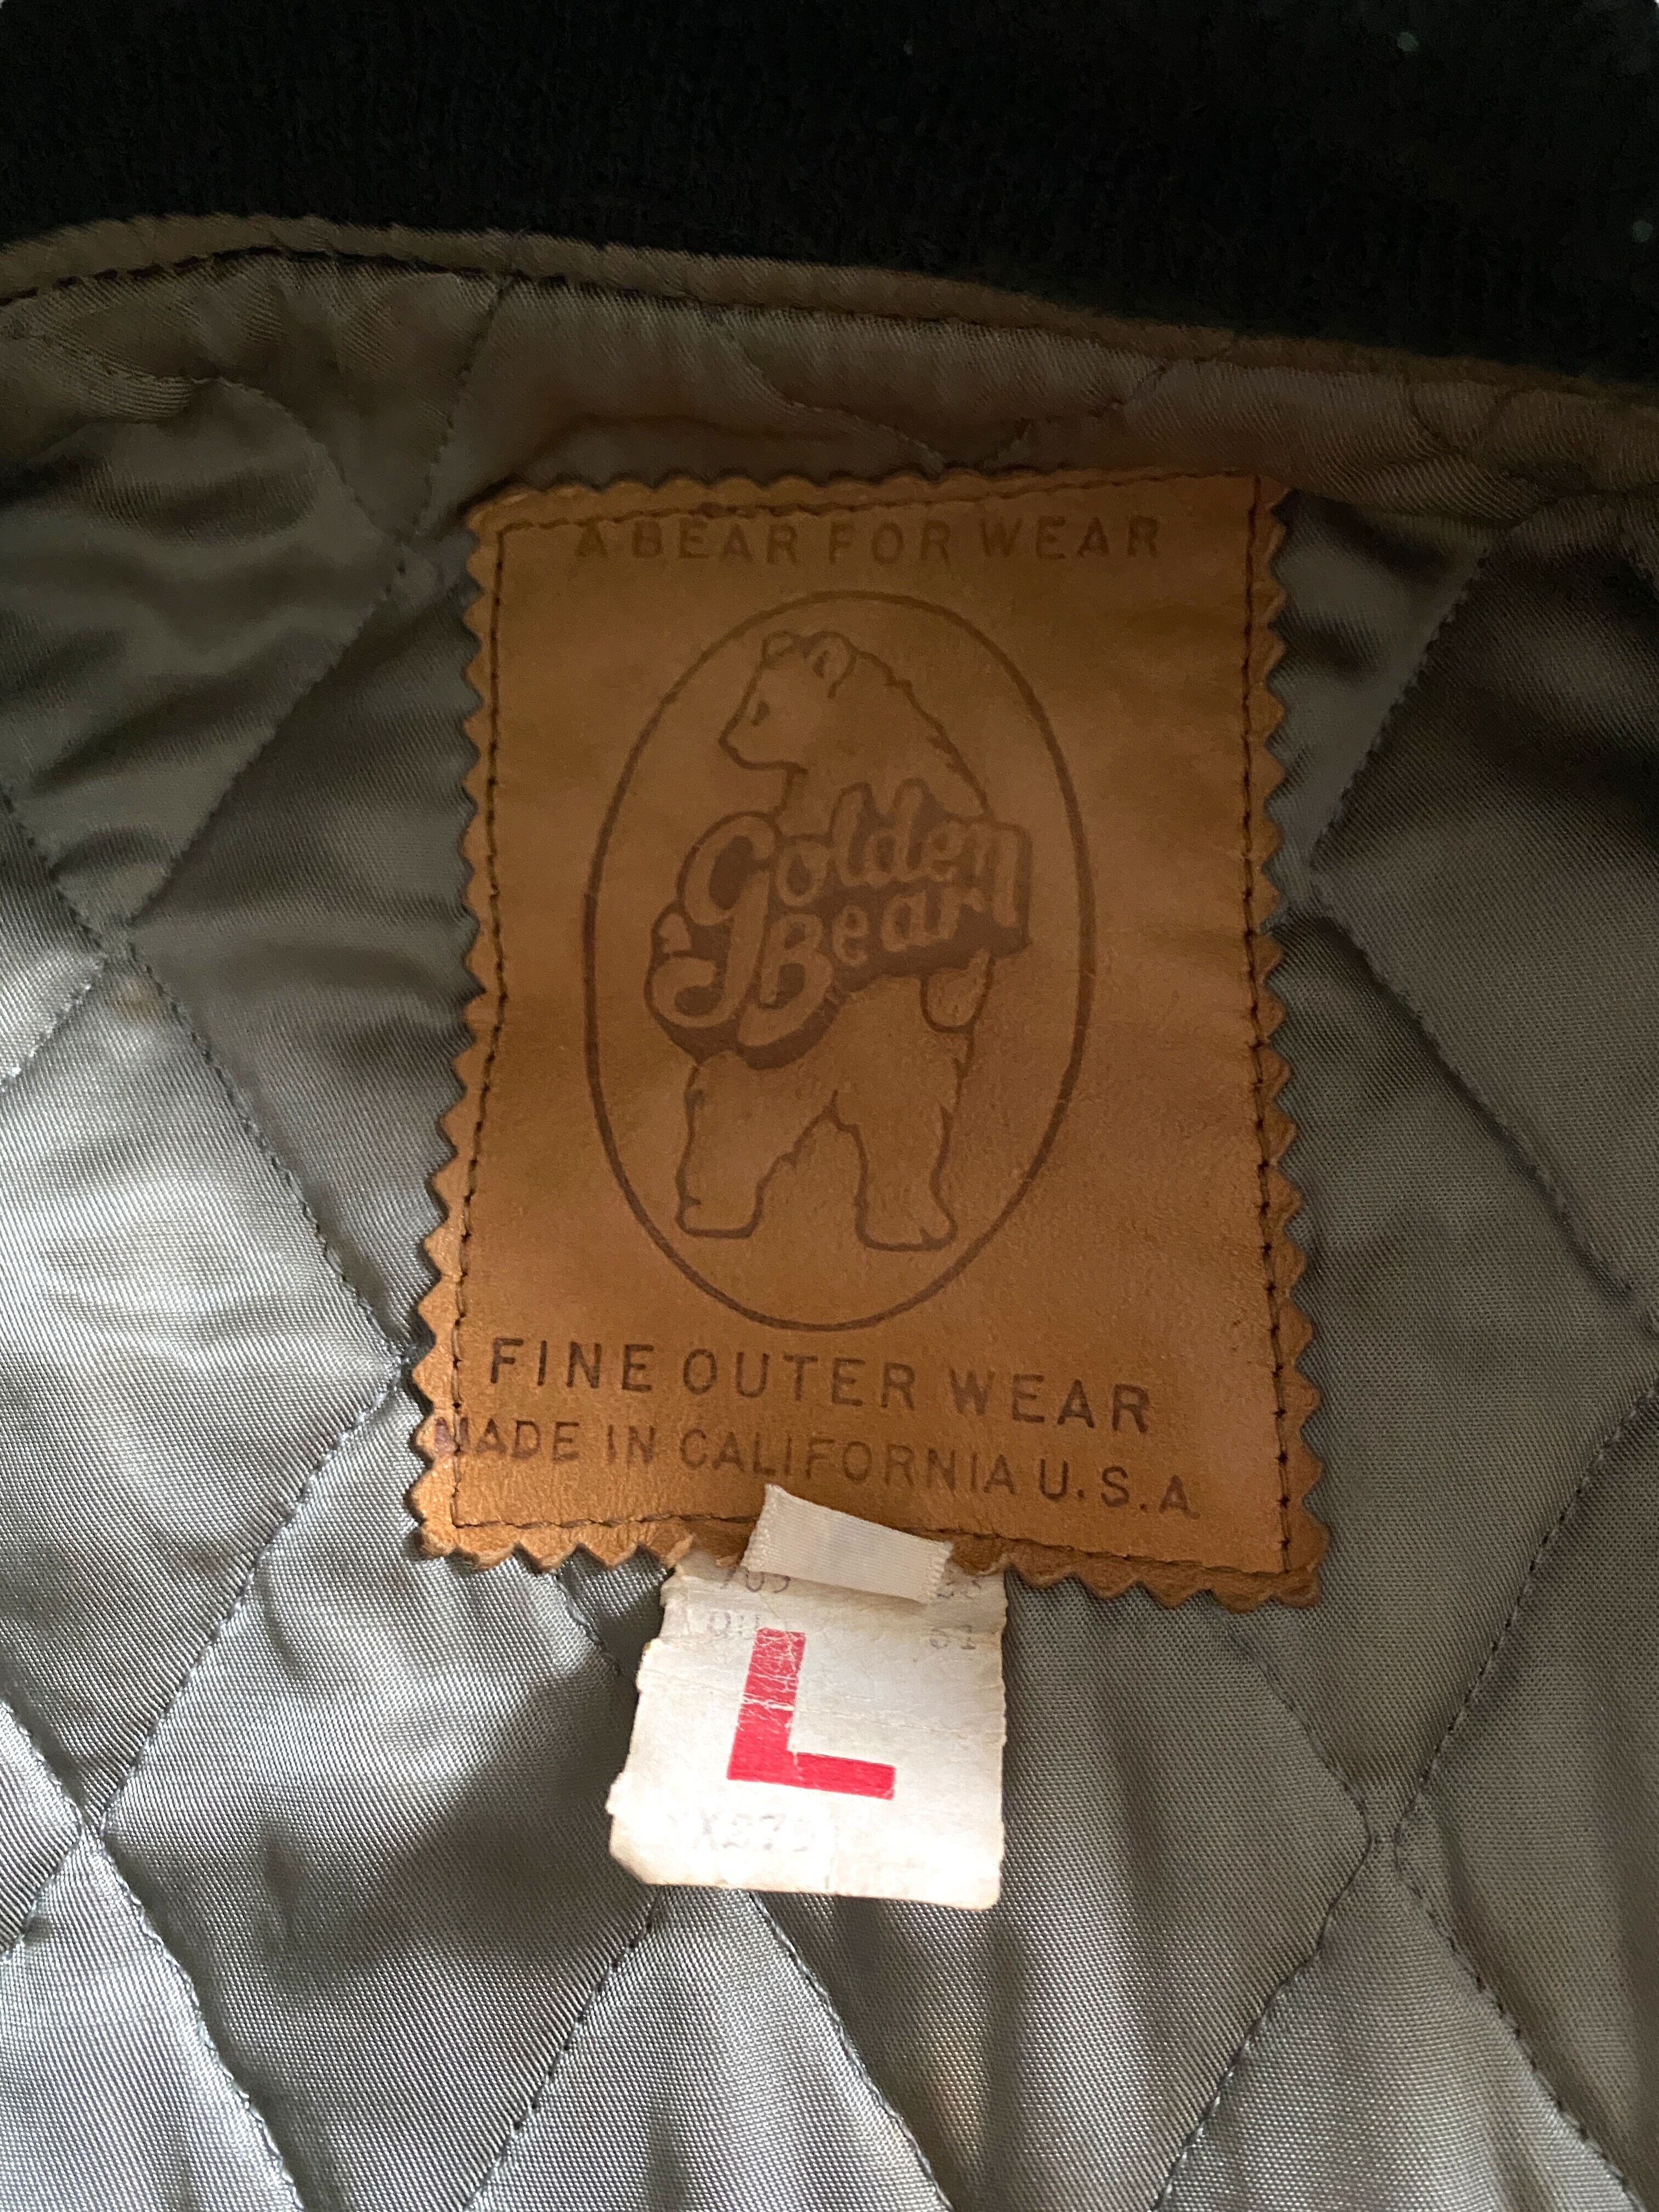 A BEAR FOR WEAR
Golden
Bear
FINE OUTER WEAR
MADE IN CALIFORNIA U.S.A
L